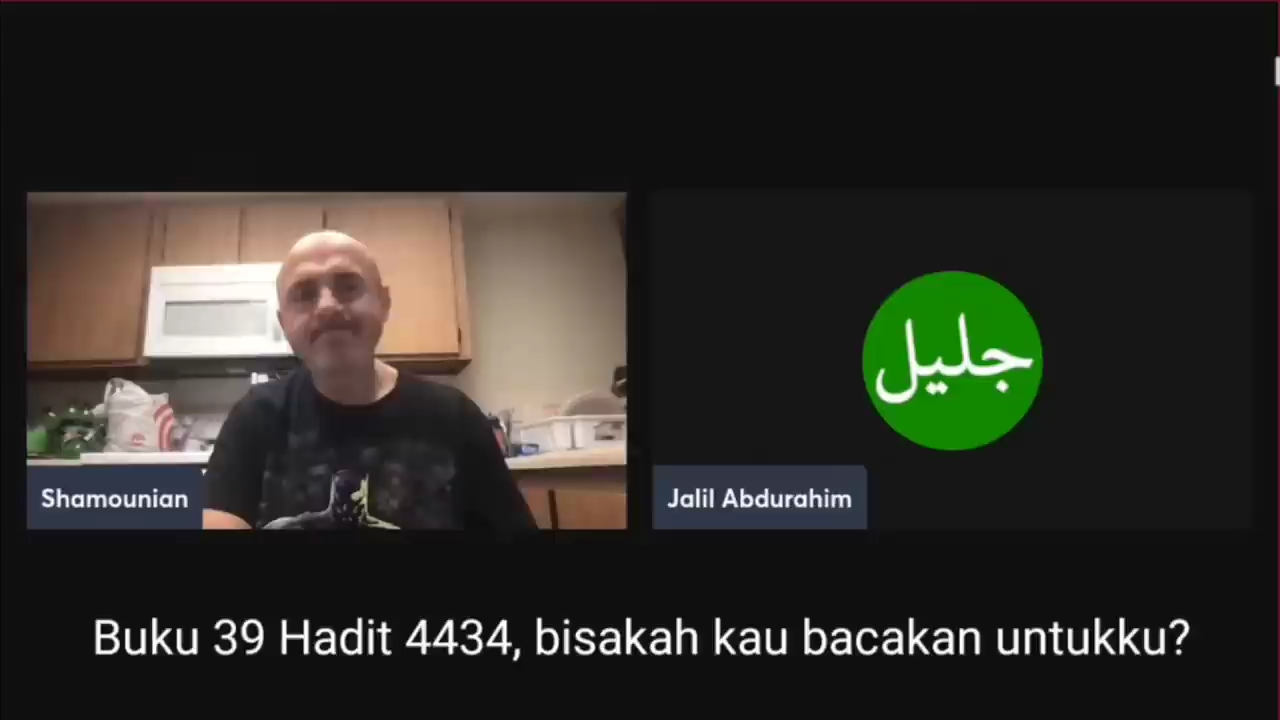 جليل
Shamounian
Jalil Abdurahim
Buku 39 Hadit 4434, bisakah kau bacakan untukku?